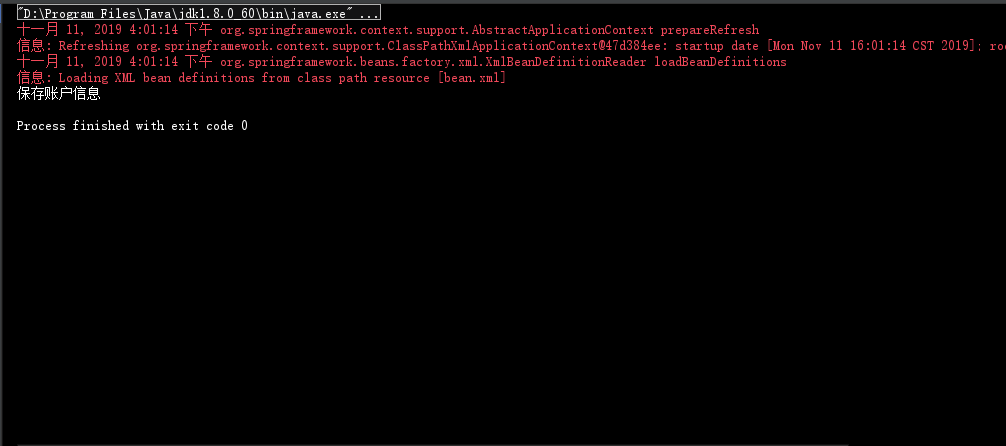 "D:\Program Files\Java\jdk1.8.0_60\bin\java.exe" ...
十一月 11, 2019 4:01:14 下午 org.springframework.context.support.AbstractApplicationContext prepareRefresh
信息: Refreshing org.springframework.context.support.ClassPathXmlApplicationContext@47d384ee: startup date [Mon Nov 11 16:01:14 CST 2019]; roo
十一月 11, 2019 4:01:14 下午 org.springframework.beans.factory.xml.XmlBeanDefinitionReader loadBeanDefinitions
信息: Loading XML bean definitions from class path resource [bean.xml]
保存账户信息
Process finished with exit code 0